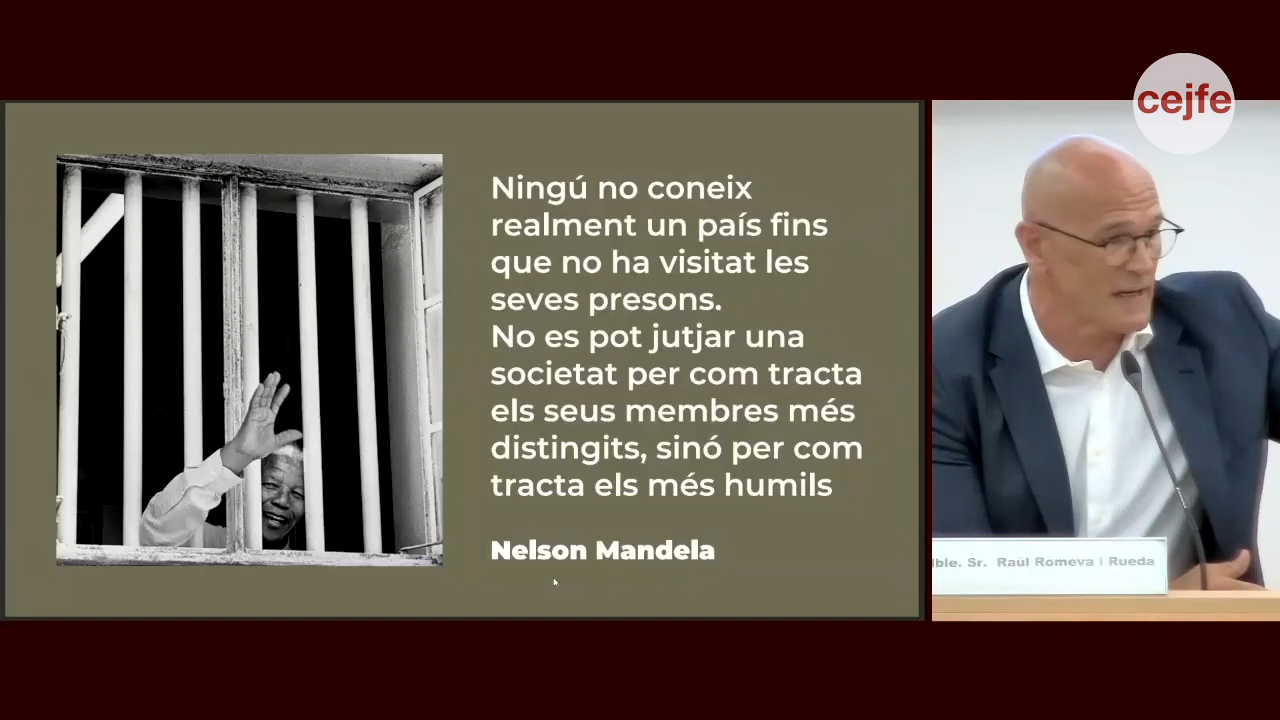 cejfe
Ningú no coneix
realment un país fins
que no ha visitat les
seves presons.
No es pot jutjar una
societat per com tracta
els seus membres més
distingits, sinó per com
tracta els més humils
Nelson Mandela
Sr. Raül Romeva i Rueda